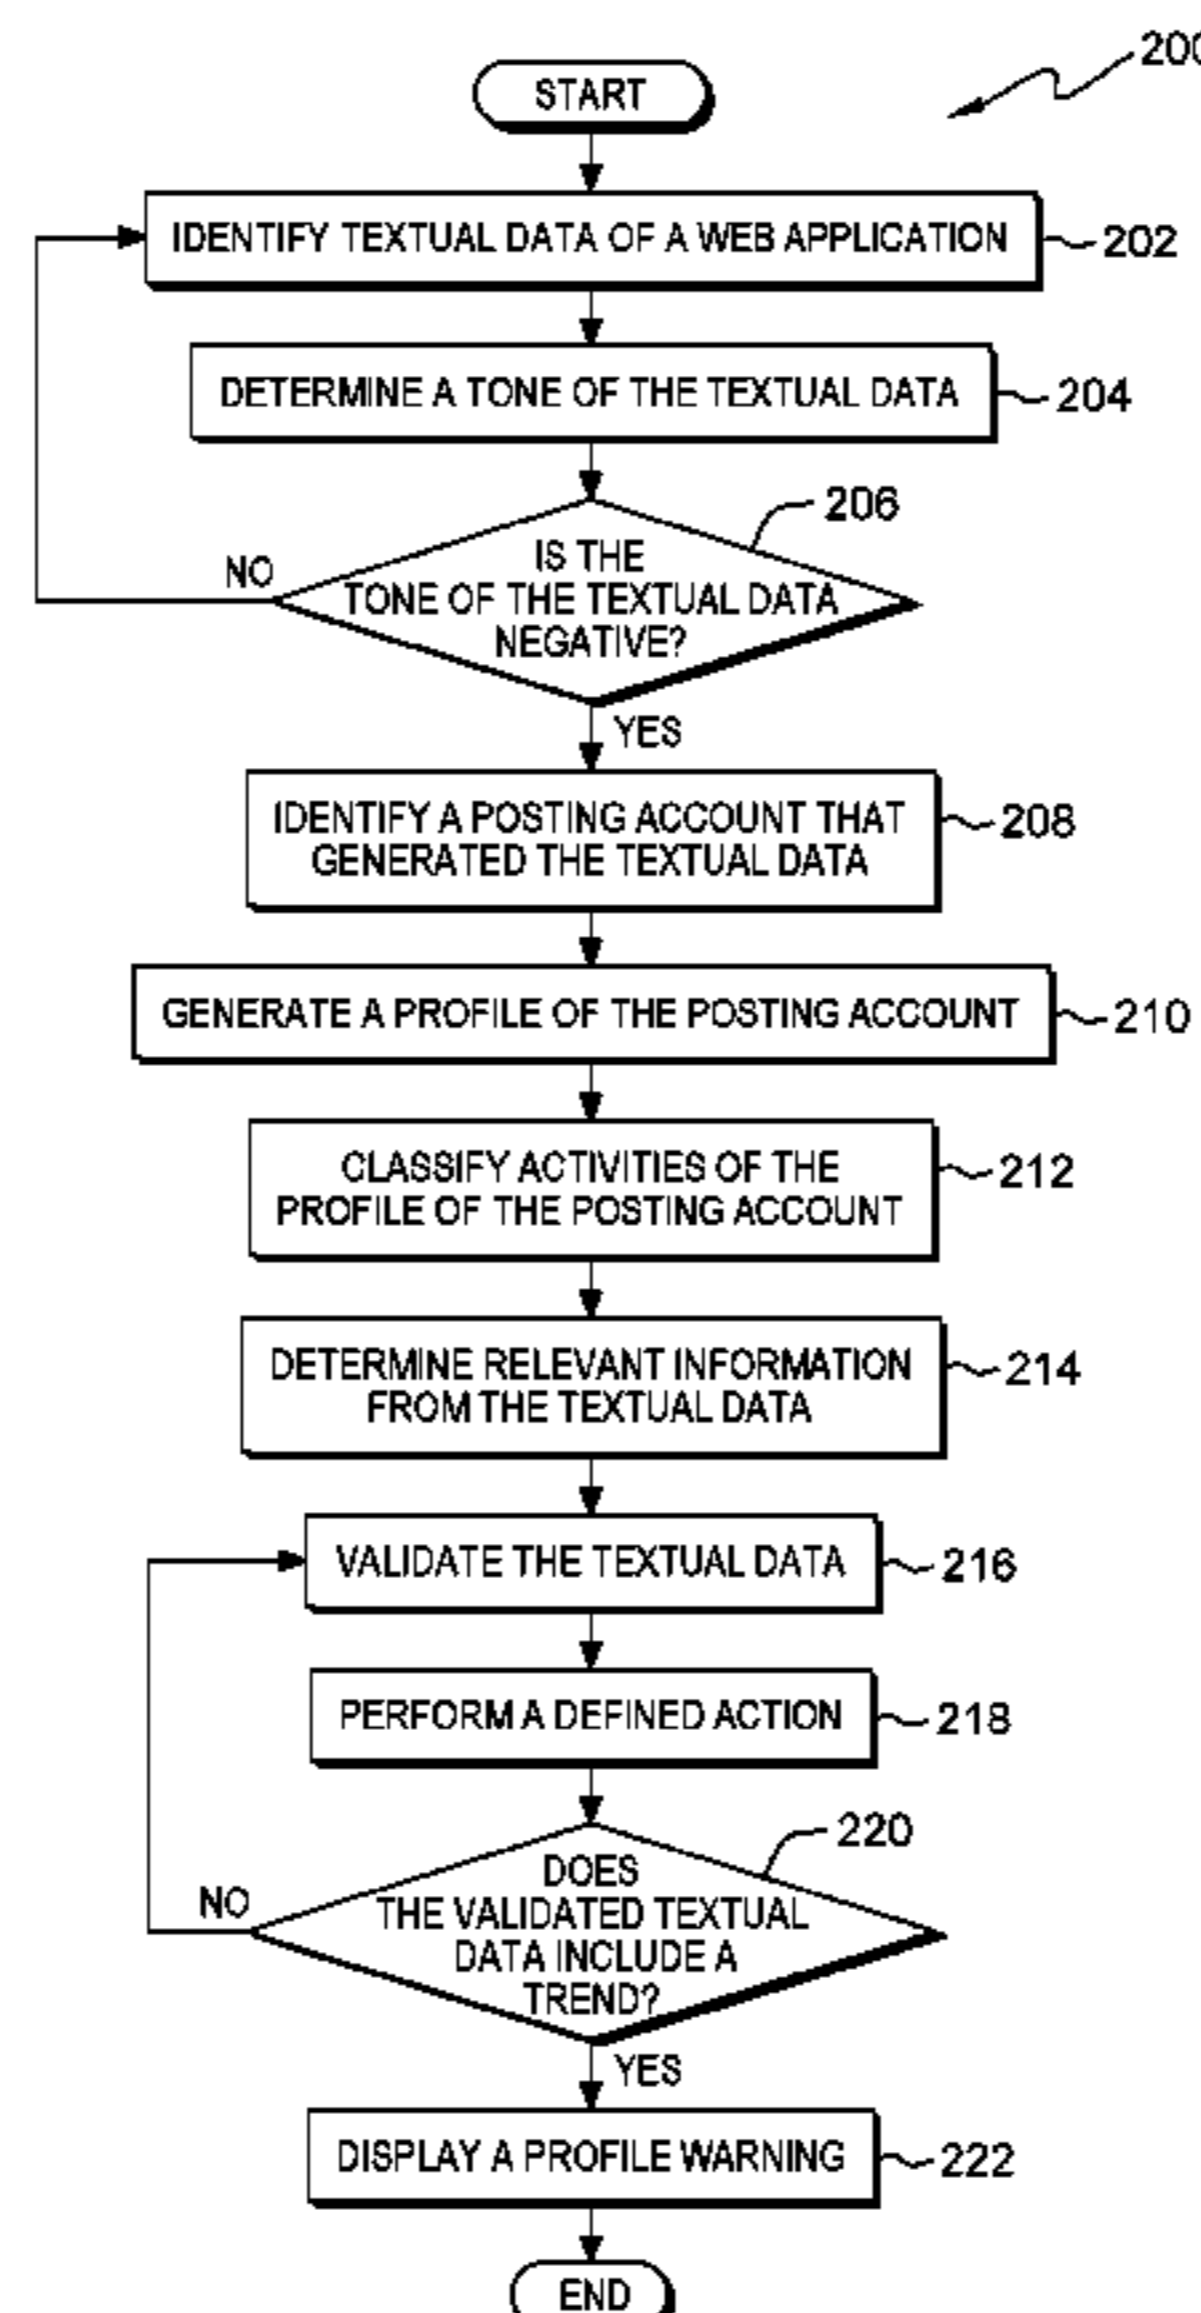 200
START
IDENTIFY TEXTUAL DATA OF A WEB APPLICATION
202
DETERMINE A TONE OF THE TEXTUAL DATA
204
206
IS THE
TONE OF THE TEXTUAL DATA
NEGATIVE?
NO
YES
IDENTIFY A POSTING ACCOUNT THAT
GENERATED THE TEXTUAL DATA
208
GENERATE A PROFILE OF THE POSTING ACCOUNT
210
CLASSIFY ACTIVITIES OF THE
PROFILE OF THE POSTING ACCOUNT
212
DETERMINE RELEVANT INFORMATION
FROM THE TEXTUAL DATA
214
VALIDATE THE TEXTUAL DATA
216
PERFORM A DEFINED ACTION
218
220
DOES
THE VALIDATED TEXTUAL
DATA INCLUDE A
TREND?
NO
YES
DISPLAY A PROFILE WARNING
222
END